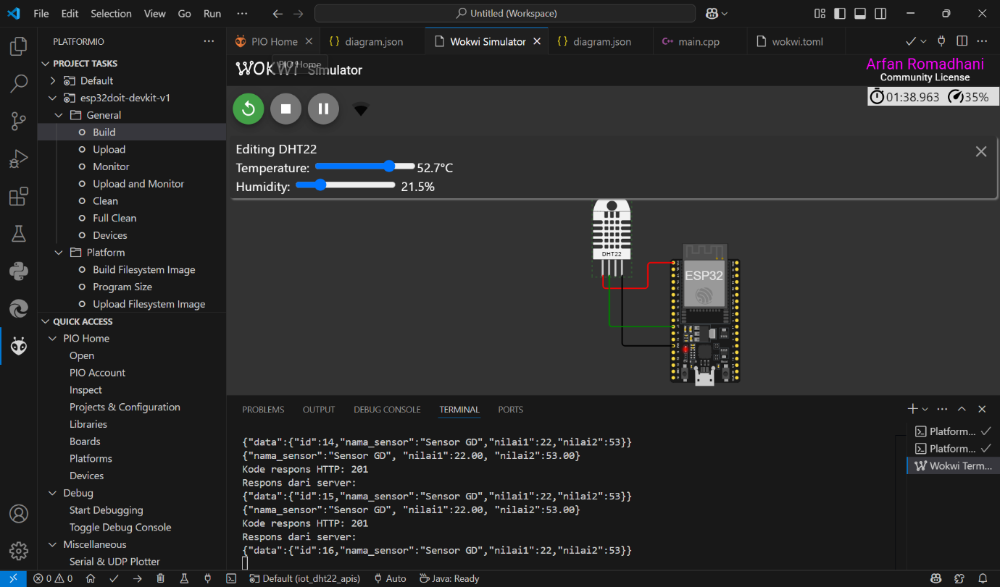 File Edit Selection View Go Run ··· Untitled (Workspace)
PLATFORMIO
PROJECT TASKS
Default
esp32doit-devkit-v1
General
Build
Upload
Monitor
Upload and Monitor
Clean
Full Clean
Devices
Platform
Build Filesystem Image
Program Size
Upload Filesystem Image
QUICK ACCESS
PIO Home
Open
PIO Account
Inspect
Projects & Configuration
Libraries
Boards
Platforms
Devices
Debug
Start Debugging
Toggle Debug Console
Miscellaneous
Serial & UDP Plotter
PIO Home {} diagram.json Wokwi Simulator {} diagram.json main.cpp wokwi.toml
PIO Home
WOKWI Simulator
Arfan Romadhani
Community License
01:38.963 35%
Editing DHT22
Temperature: 52.7°C
Humidity: 21.5%
DHT22
ESP32
PROBLEMS OUTPUT DEBUG CONSOLE TERMINAL PORTS
{"data":{"id":14,"nama_sensor":"Sensor GD","nilai1":22,"nilai2":53}}
{"nama_sensor":"Sensor GD", "nilai1":22.00, "nilai2":53.00}
Kode respons HTTP: 201
Respons dari server:
{"data":{"id":15,"nama_sensor":"Sensor GD","nilai1":22,"nilai2":53}}
{"nama_sensor":"Sensor GD", "nilai1":22.00, "nilai2":53.00}
Kode respons HTTP: 201
Respons dari server:
{"data":{"id":16,"nama_sensor":"Sensor GD","nilai1":22,"nilai2":53}}
Platform...
Platform...
Wokwi Term...
0 0 Default (iot_dht22_apis) Auto Java: Ready